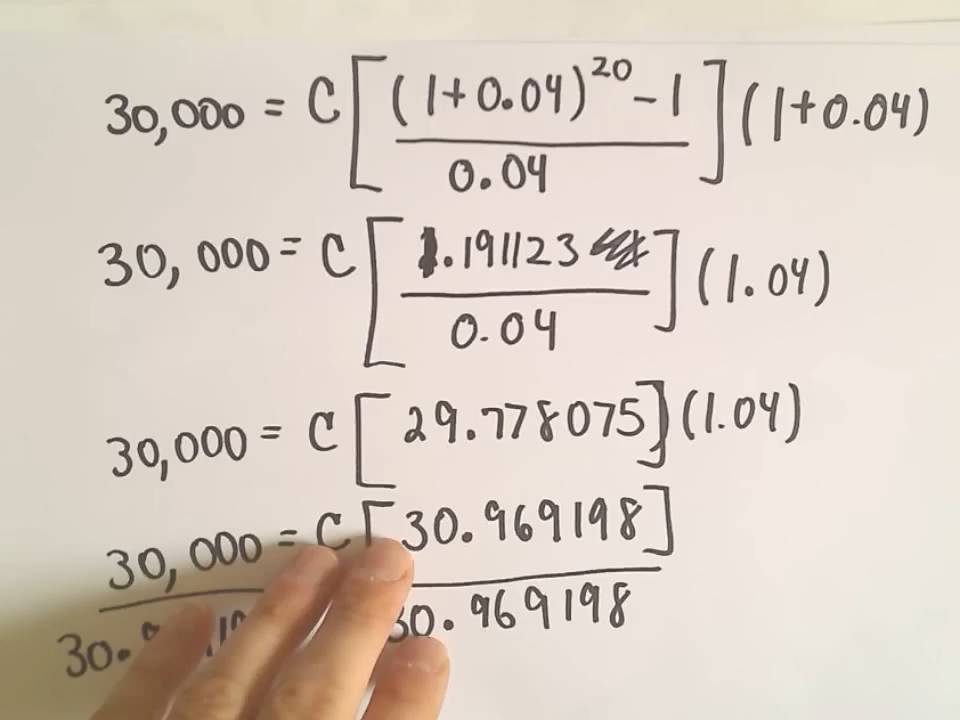 30,000 = C[(1+0.04)^20 - 1 / 0.04](1+0.04)
30,000 = C[1.191123 / 0.04](1.04)
30,000 = C[29.778075](1.04)
30,000 = C[30.969198]
30. 30.969198